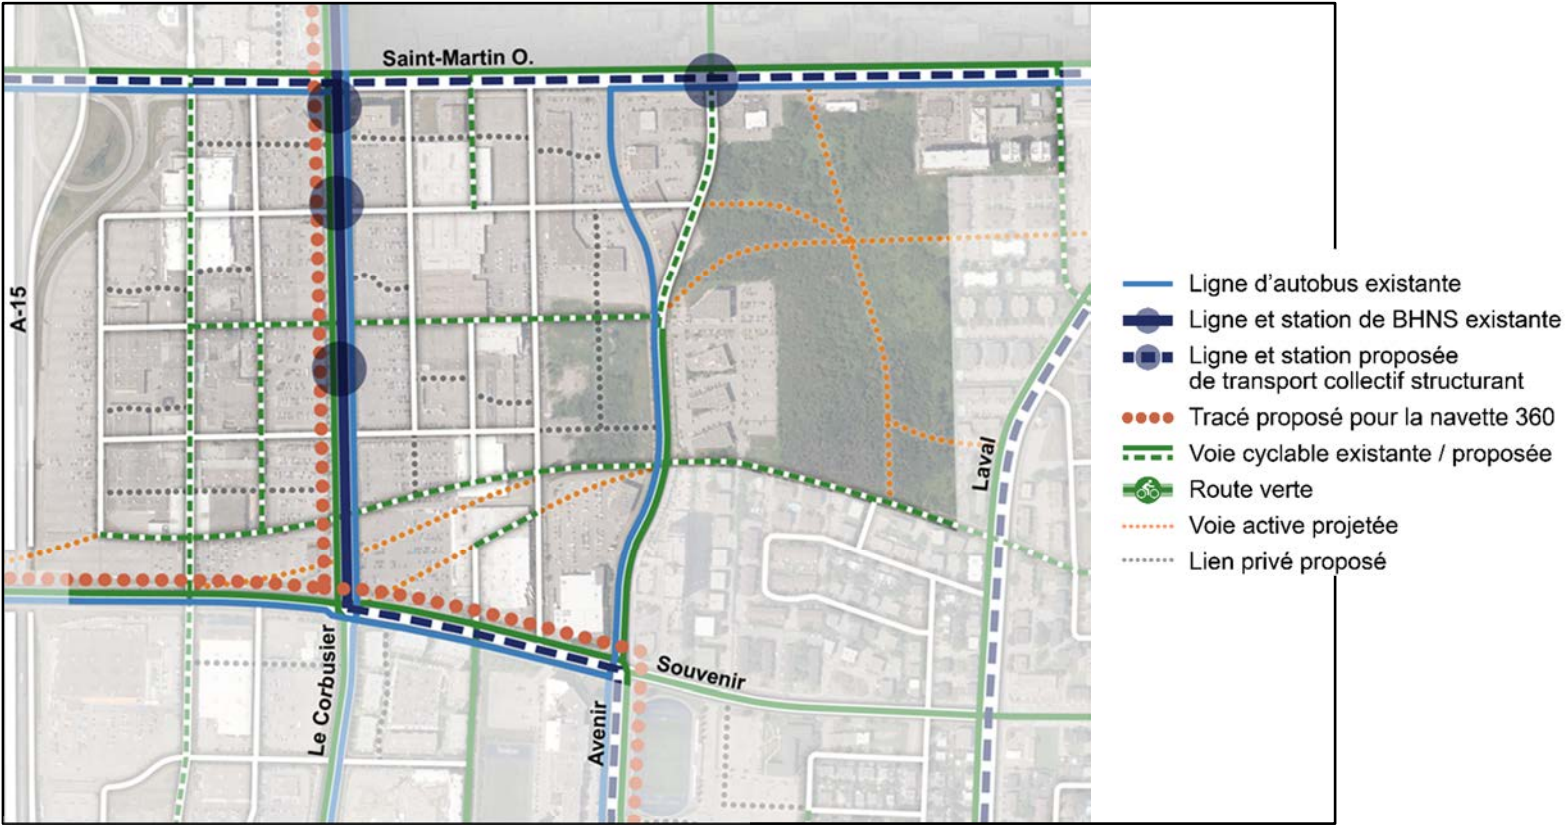 Saint-Martin O.
A-15
Laval
Le Corbusier
Avenir
Souvenir
Ligne d'autobus existante
Ligne et station de BHNS existante
Ligne et station proposée
de transport collectif structurant
Tracé proposé pour la navette 360
Voie cyclable existante / proposée
Route verte
Voie active projetée
Lien privé proposé